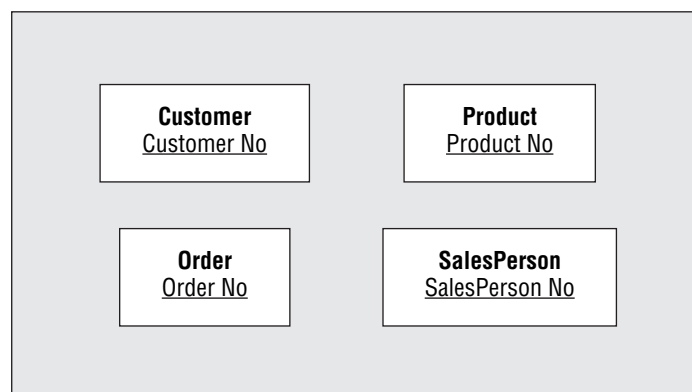 Customer
Customer No
Product
Product No
Order
Order No
SalesPerson
SalesPerson No